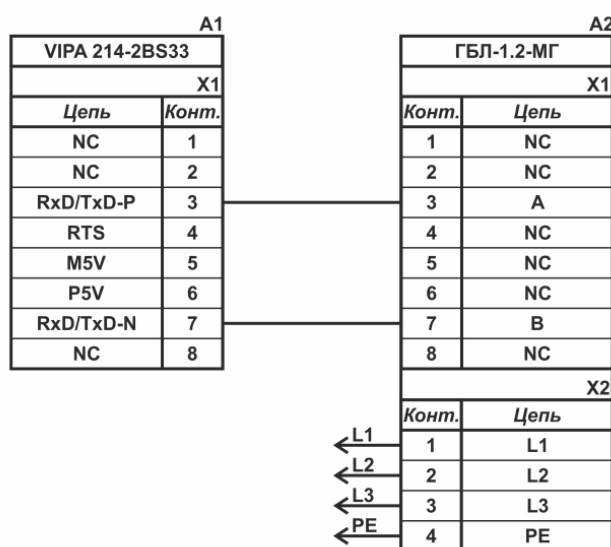 A1 A2
VIPA 214-2BS33 ГБЛ-1.2-МГ
X1 X1
Цепь Конт. Конт. Цепь
NC 1 1 NC
NC 2 2 NC
RxD/TxD-P 3 3 A
RTS 4 4 NC
M5V 5 5 NC
P5V 6 6 NC
RxD/TxD-N 7 7 B
NC 8 8 NC
X2
Конт. Цепь
L1 1 L1
L2 2 L2
L3 3 L3
PE 4 PE